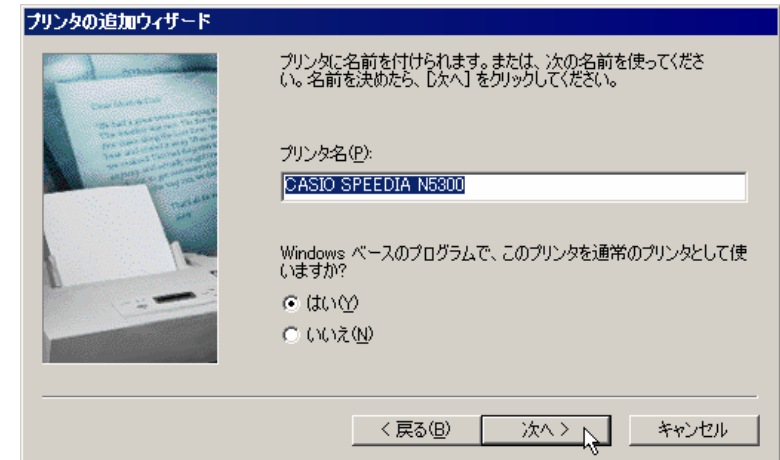 プリンタの追加ウィザード
プリンタに名前を付けられます。または、次の名前を使ってくださ
い。名前を決めたら、[次へ] をクリックしてください。
プリンタ名(P):
CASIO SPEEDIA N5300
Windows ベースのプログラムで、このプリンタを通常のプリンタとして使
いますか?
はい(Y)
いいえ(N)
< 戻る(B)
次へ >
キャンセル